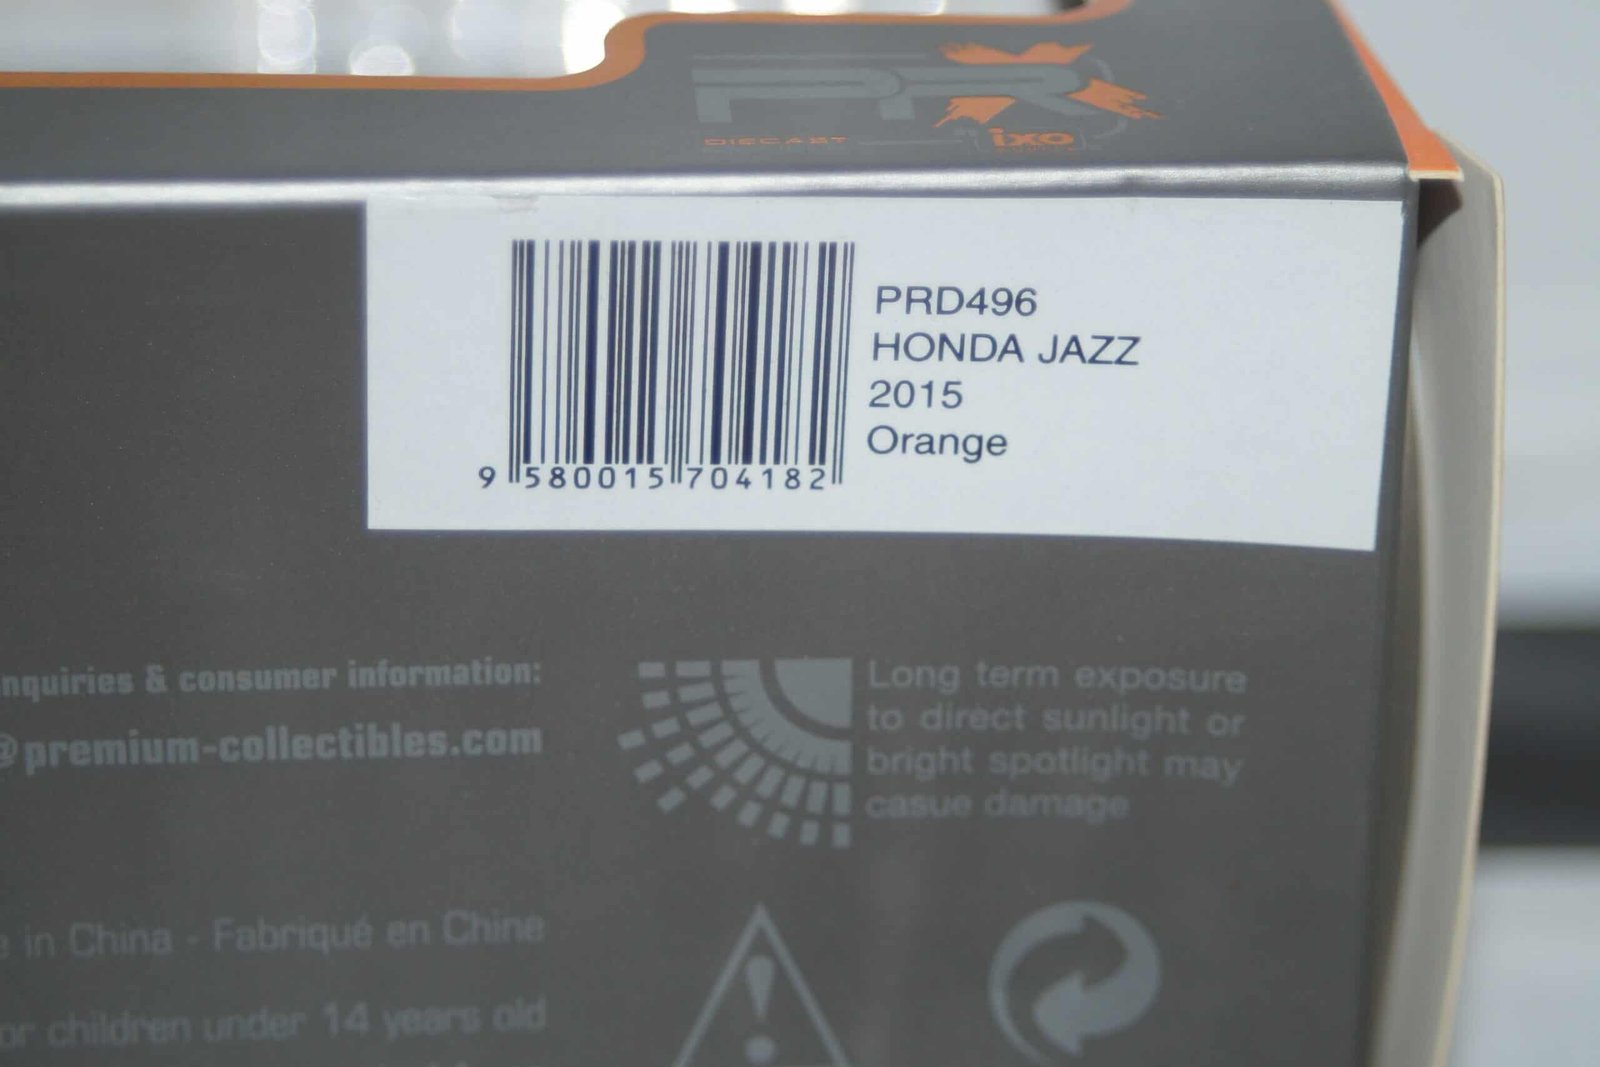 PRX
DIECAST
ixo
PRD496
HONDA JAZZ
2015
Orange
9 580015 704182
nquiries & consumer information:
@premium-collectibles.com
Long term exposure
to direct sunlight or
bright spotlight may
casue damage
e in China - Fabriqué en Chine
or children under 14 years old